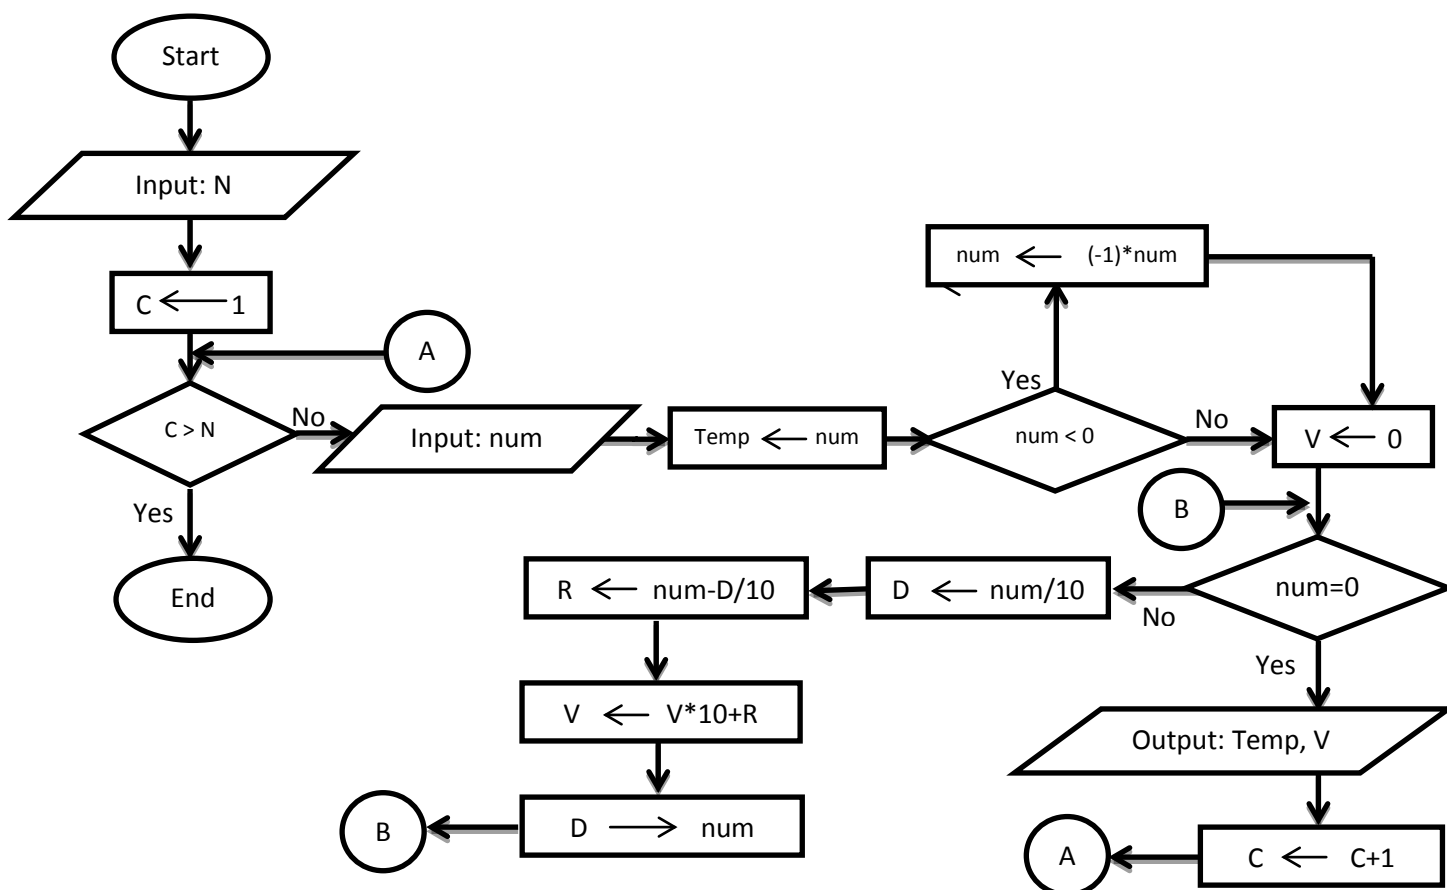 Start
Input: N
C ← 1
A
C > N
No
Yes
End
Input: num
Temp ← num
num < 0
Yes
num ← (-1)*num
No
V ← 0
B
num=0
No
D ← num/10
R ← num-D/10
V ← V*10+R
D → num
B
Yes
Output: Temp, V
C ← C+1
A